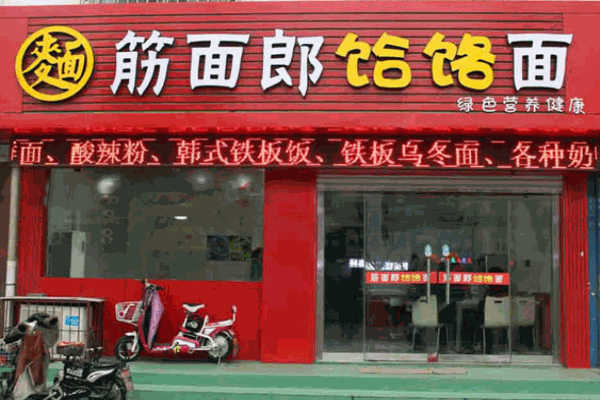 麵
筋面郎饸饹面
绿色营养健康
面、酸辣粉、韩式铁板饭、铁板乌冬面、各种奶
筋面郎饸饹面
筋面郎饸饹面